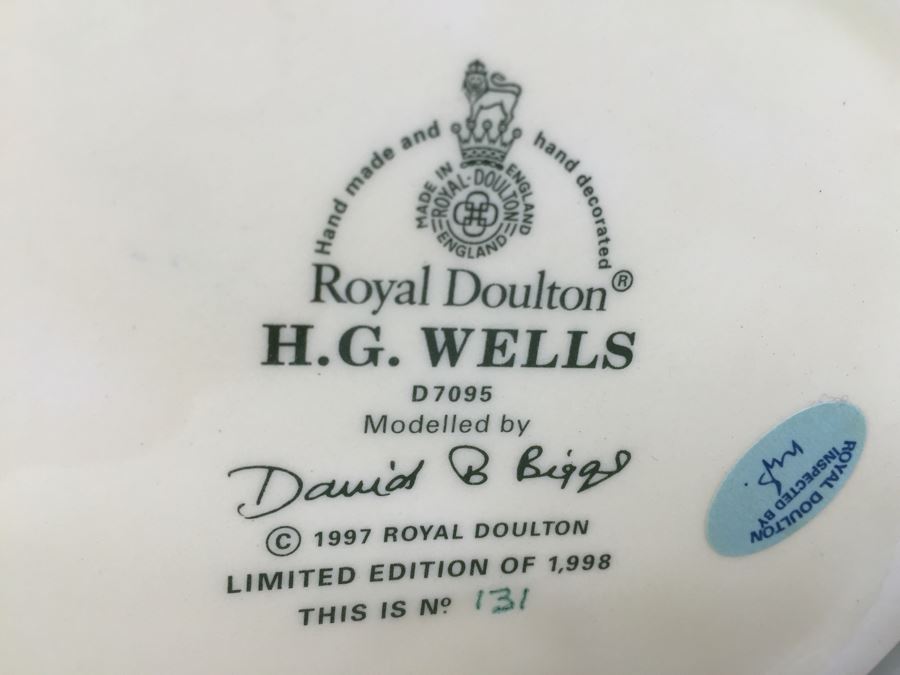 Hand made and hand decorated
MADE IN ENGLAND
ROYAL·DOULTON
ENGLAND
Royal Doulton®
H.G. WELLS
D7095
Modelled by
David B Biggs
© 1997 ROYAL DOULTON
LIMITED EDITION OF 1,998
THIS IS Nº 131
ROYAL DOULTON
INSPECTED BY